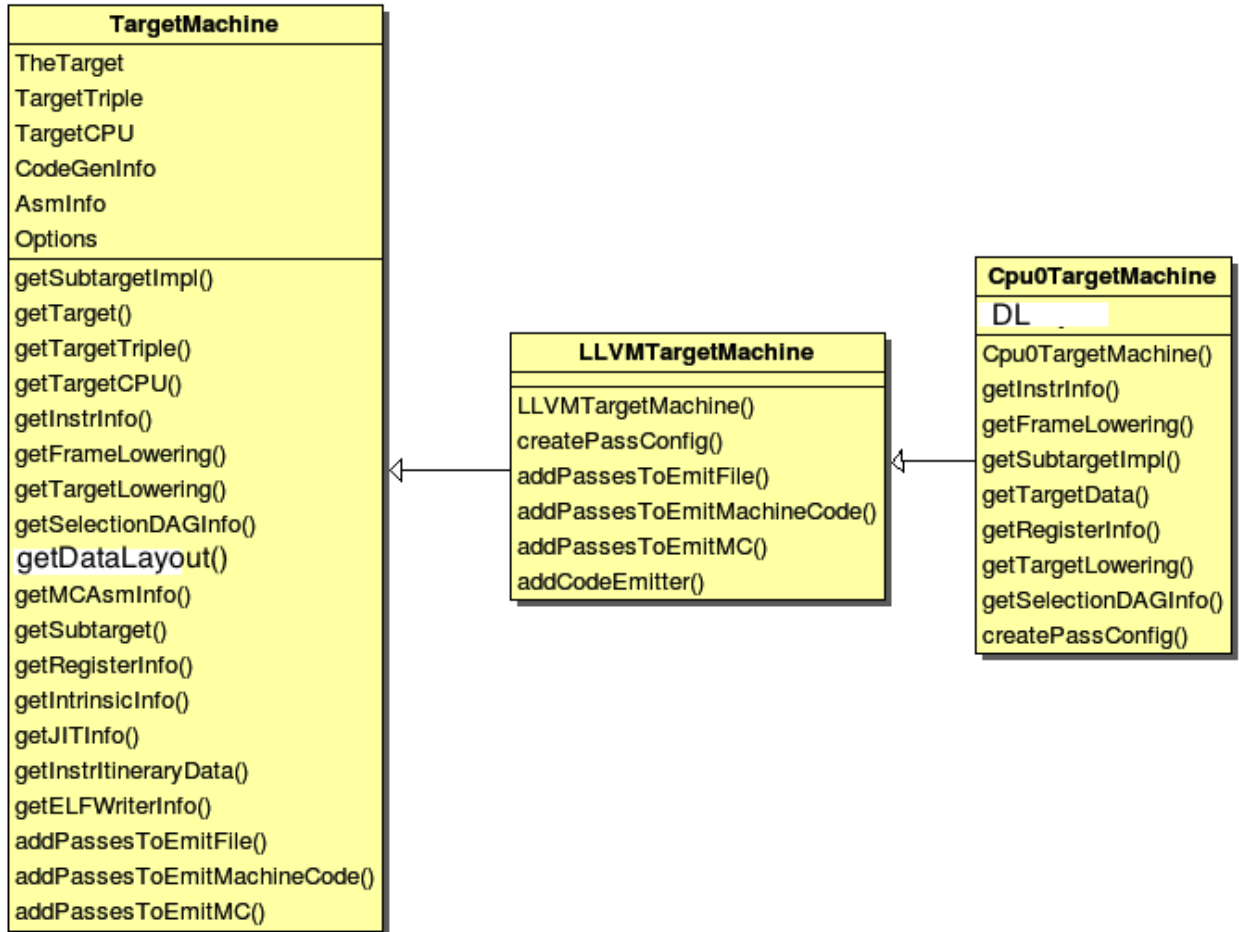 TargetMachine
TheTarget
TargetTriple
TargetCPU
CodeGenInfo
AsmInfo
Options
getSubtargetImpl()
getTarget()
getTargetTriple()
getTargetCPU()
getInstrInfo()
getFrameLowering()
getTargetLowering()
getSelectionDAGInfo()
getDataLayout()
getMCAsmInfo()
getSubtarget()
getRegisterInfo()
getIntrinsicInfo()
getJITInfo()
getInstrItineraryData()
getELFWriterInfo()
addPassesToEmitFile()
addPassesToEmitMachineCode()
addPassesToEmitMC()
LLVMTargetMachine
LLVMTargetMachine()
createPassConfig()
addPassesToEmitFile()
addPassesToEmitMachineCode()
addPassesToEmitMC()
addCodeEmitter()
Cpu0TargetMachine
DL
Cpu0TargetMachine()
getInstrInfo()
getFrameLowering()
getSubtargetImpl()
getTargetData()
getRegisterInfo()
getTargetLowering()
getSelectionDAGInfo()
createPassConfig()